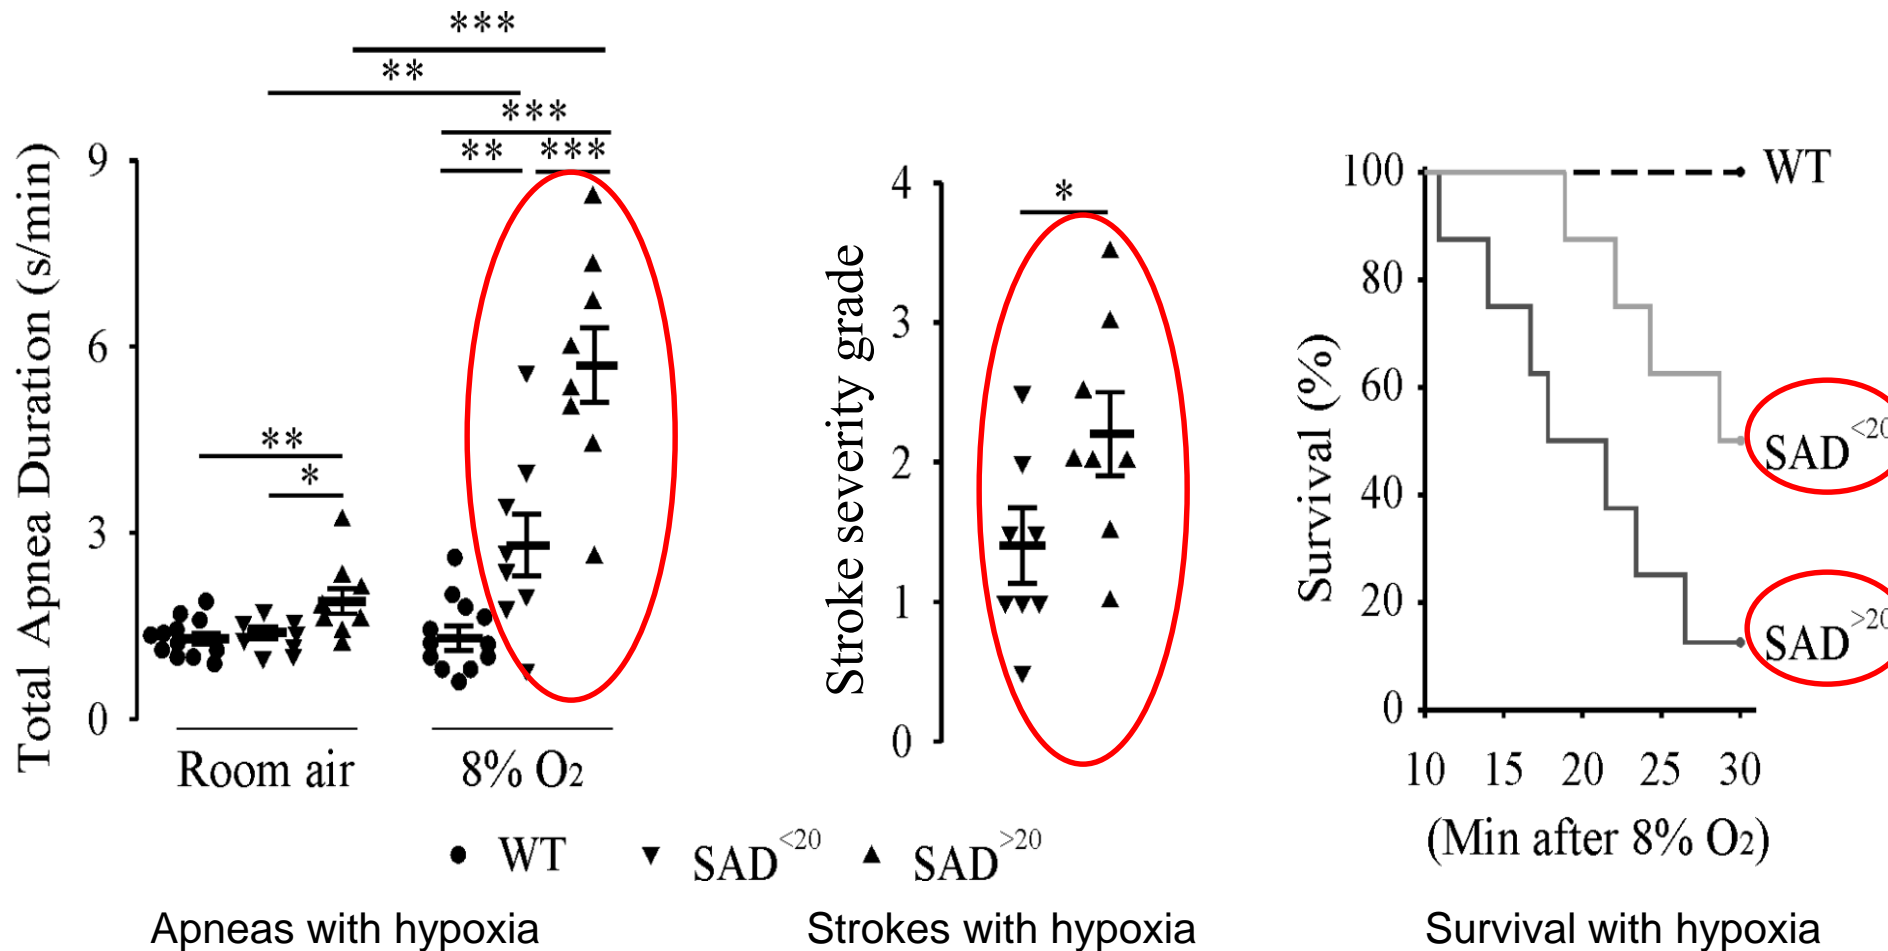 Total Apnea Duration (s/min)
9
6
3
0
***
**
***
** ***
**
*
Room air
8% O2
Stroke severity grade
4
3
2
1
0
*
Survival (%)
100
80
60
40
20
0
WT
SAD<20
SAD>20
10 15 20 25 30
(Min after 8% O2)
WT SAD<20 SAD>20
Apneas with hypoxia
Strokes with hypoxia
Survival with hypoxia